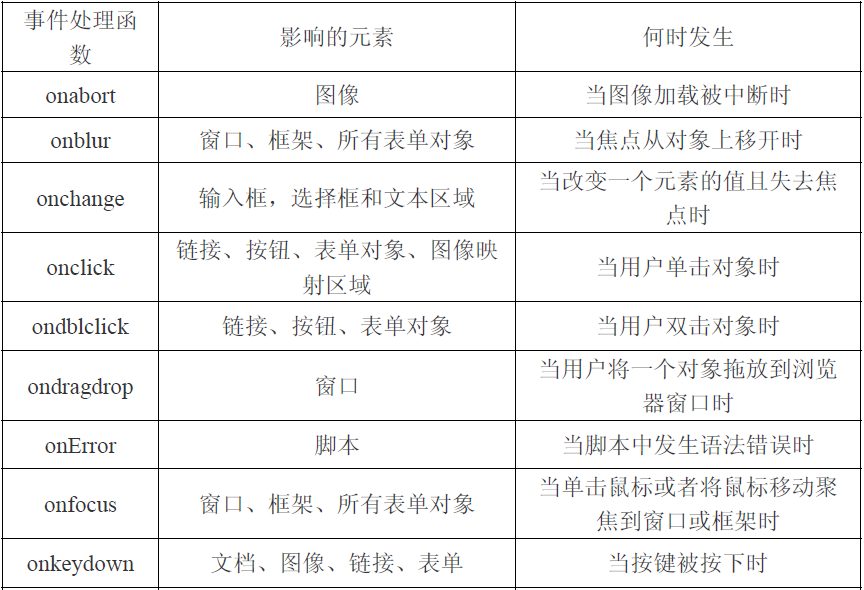 事件处理函
数
影响的元素
何时发生
onabort
图像
当图像加载被中断时
onblur
窗口、框架、所有表单对象
当焦点从对象上移开时
onchange
输入框，选择框和文本区域
当改变一个元素的值且失去焦
点时
onclick
链接、按钮、表单对象、图像映
射区域
当用户单击对象时
ondblclick
链接、按钮、表单对象
当用户双击对象时
ondragdrop
窗口
当用户将一个对象拖放到浏览
器窗口时
onError
脚本
当脚本中发生语法错误时
onfocus
窗口、框架、所有表单对象
当单击鼠标或者将鼠标移动聚
焦到窗口或框架时
onkeydown
文档、图像、链接、表单
当按键被按下时